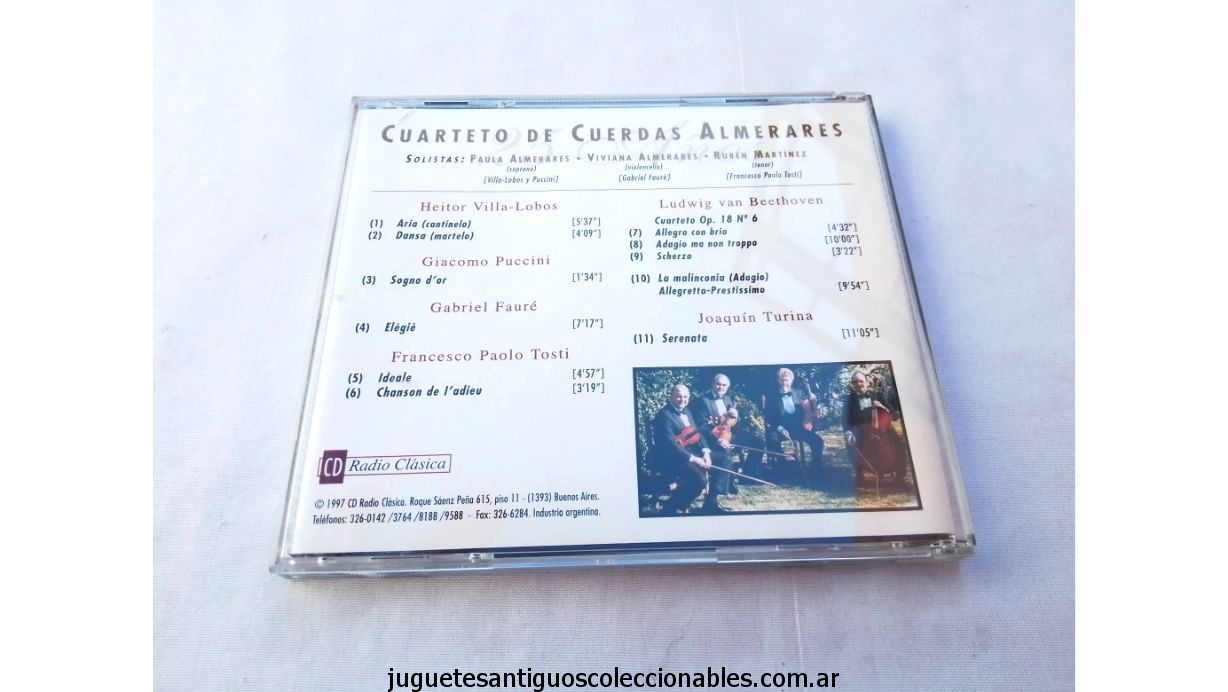 CUARTETO DE CUERDAS ALMERARES
SOLISTAS: PAULA ALMERARES • VIVIANA ALMERARES • RUBÉN MARTÍNEZ
(soprano) (violoncello) (tenor)
[Villa-Lobos y Puccini] [Gabriel Fauré] [Francesco Paolo Tosti]
Heitor Villa-Lobos
(1) Aria (cantinela) [5'37"]
(2) Dansa (martelo) [4'09"]
Giacomo Puccini
(3) Sogno d'or [1'34"]
Gabriel Fauré
(4) Elègiè [7'17"]
Francesco Paolo Tosti
(5) Ideale [4'57"]
(6) Chanson de l'adieu [3'19"]
Ludwig van Beethoven
Cuarteto Op. 18 Nº 6
(7) Allegro con brio [4'32"]
(8) Adagio ma non troppo [10'00"]
(9) Scherzo [3'22"]
(10) La malinconia (Adagio)
Allegretto-Prestissimo [9'54"]
Joaquín Turina
(11) Serenata [11'05"]
CD Radio Clásica
© 1997 CD Radio Clásica. Roque Sáenz Peña 615, piso 11 - (1393) Buenos Aires.
Teléfonos: 326-0142 /3764 /8188 /9588 - Fax: 326-6284. Industria argentina.
juguetesantiguoscoleccionables.com.ar